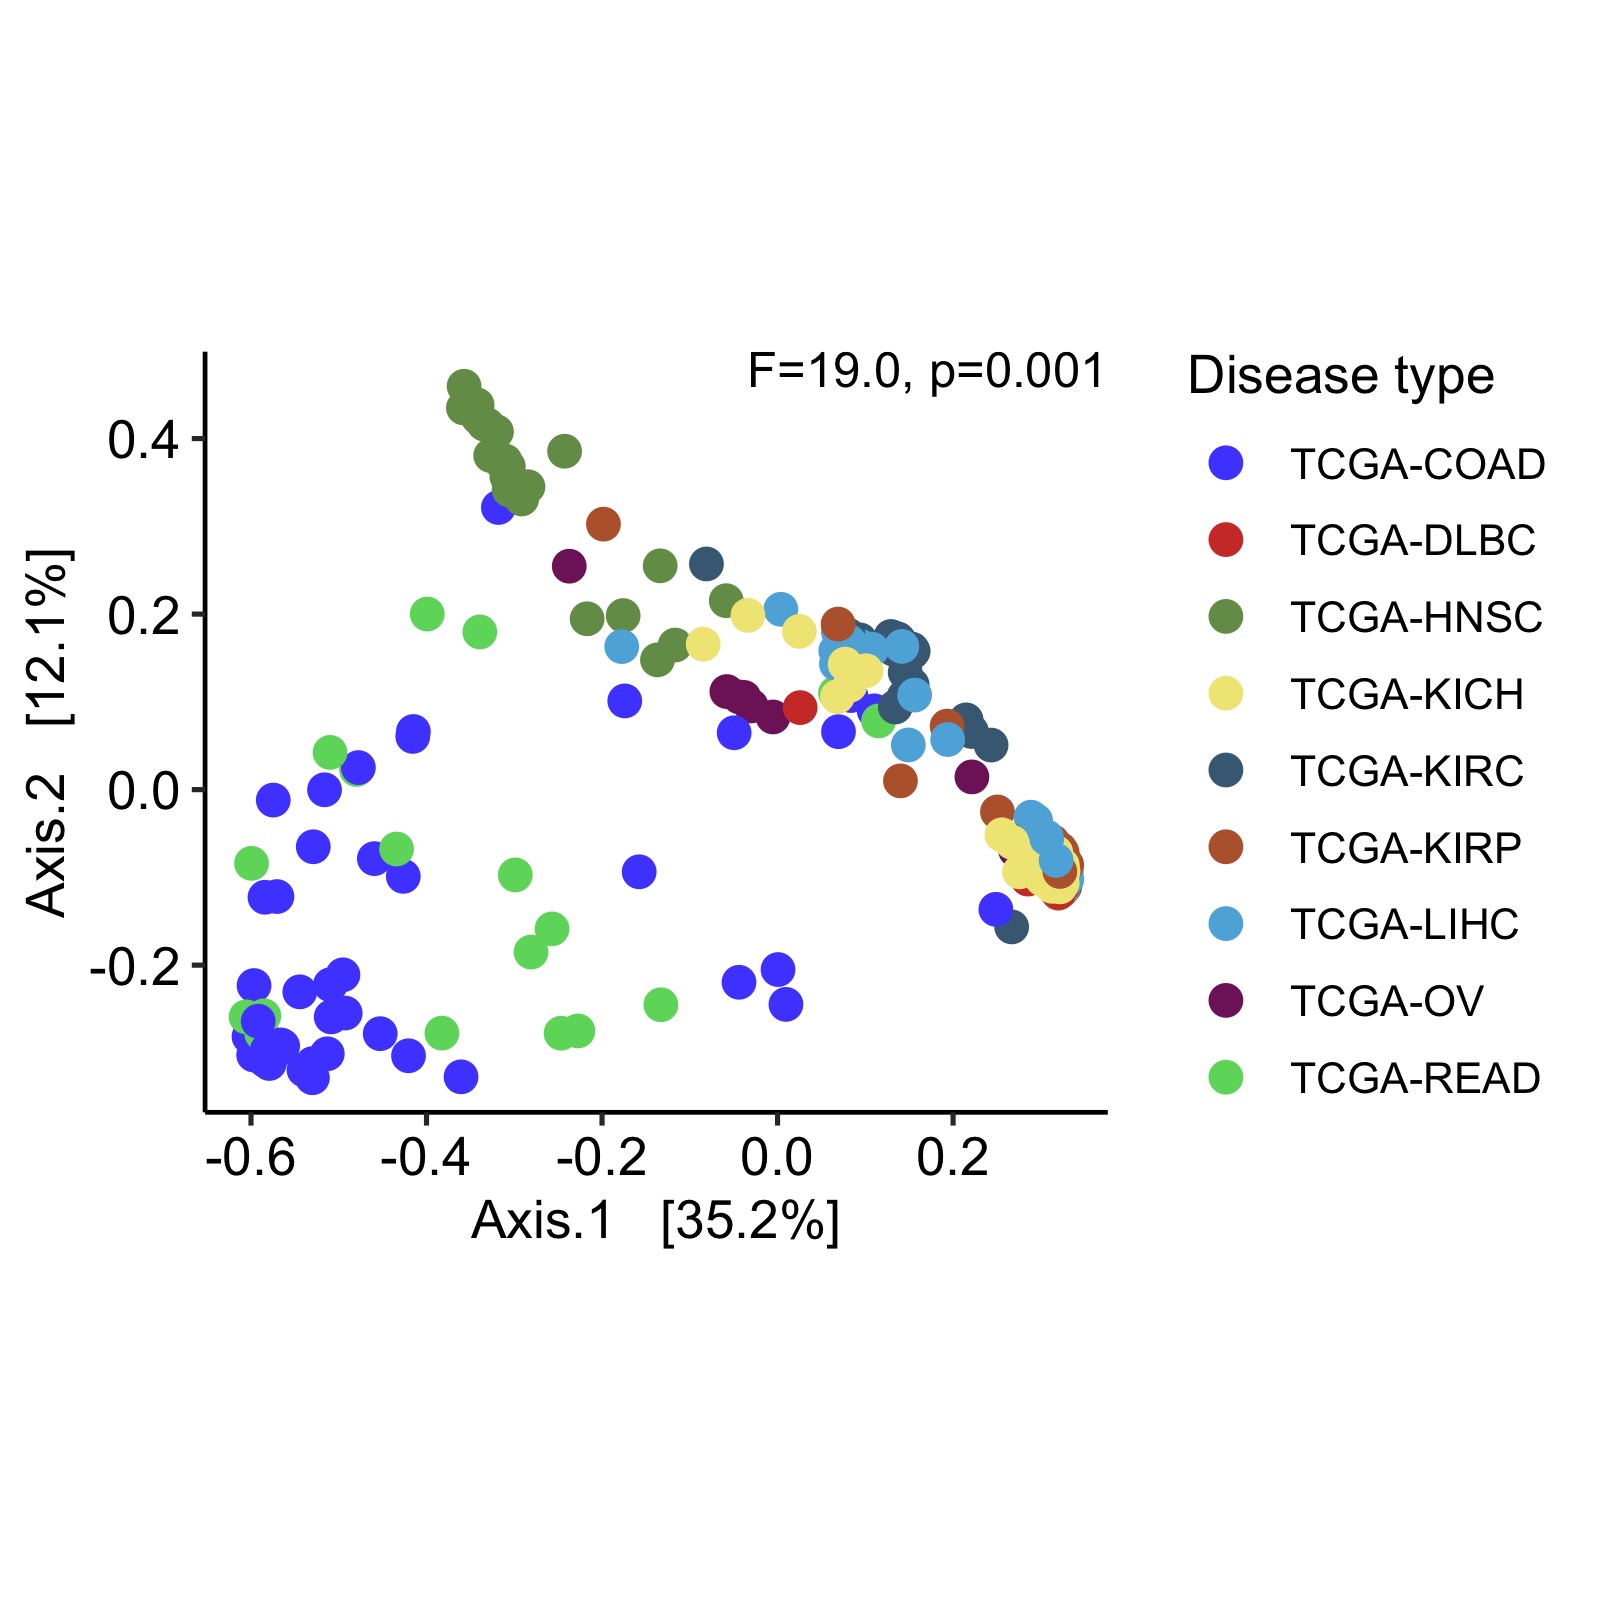 F=19.0, p=0.001
Disease type
TCGA-COAD
TCGA-DLBC
TCGA-HNSC
TCGA-KICH
TCGA-KIRC
TCGA-KIRP
TCGA-LIHC
TCGA-OV
TCGA-READ
Axis.2 [12.1%]
0.4
0.2
0.0
-0.2
-0.6 -0.4 -0.2 0.0 0.2
Axis.1 [35.2%]